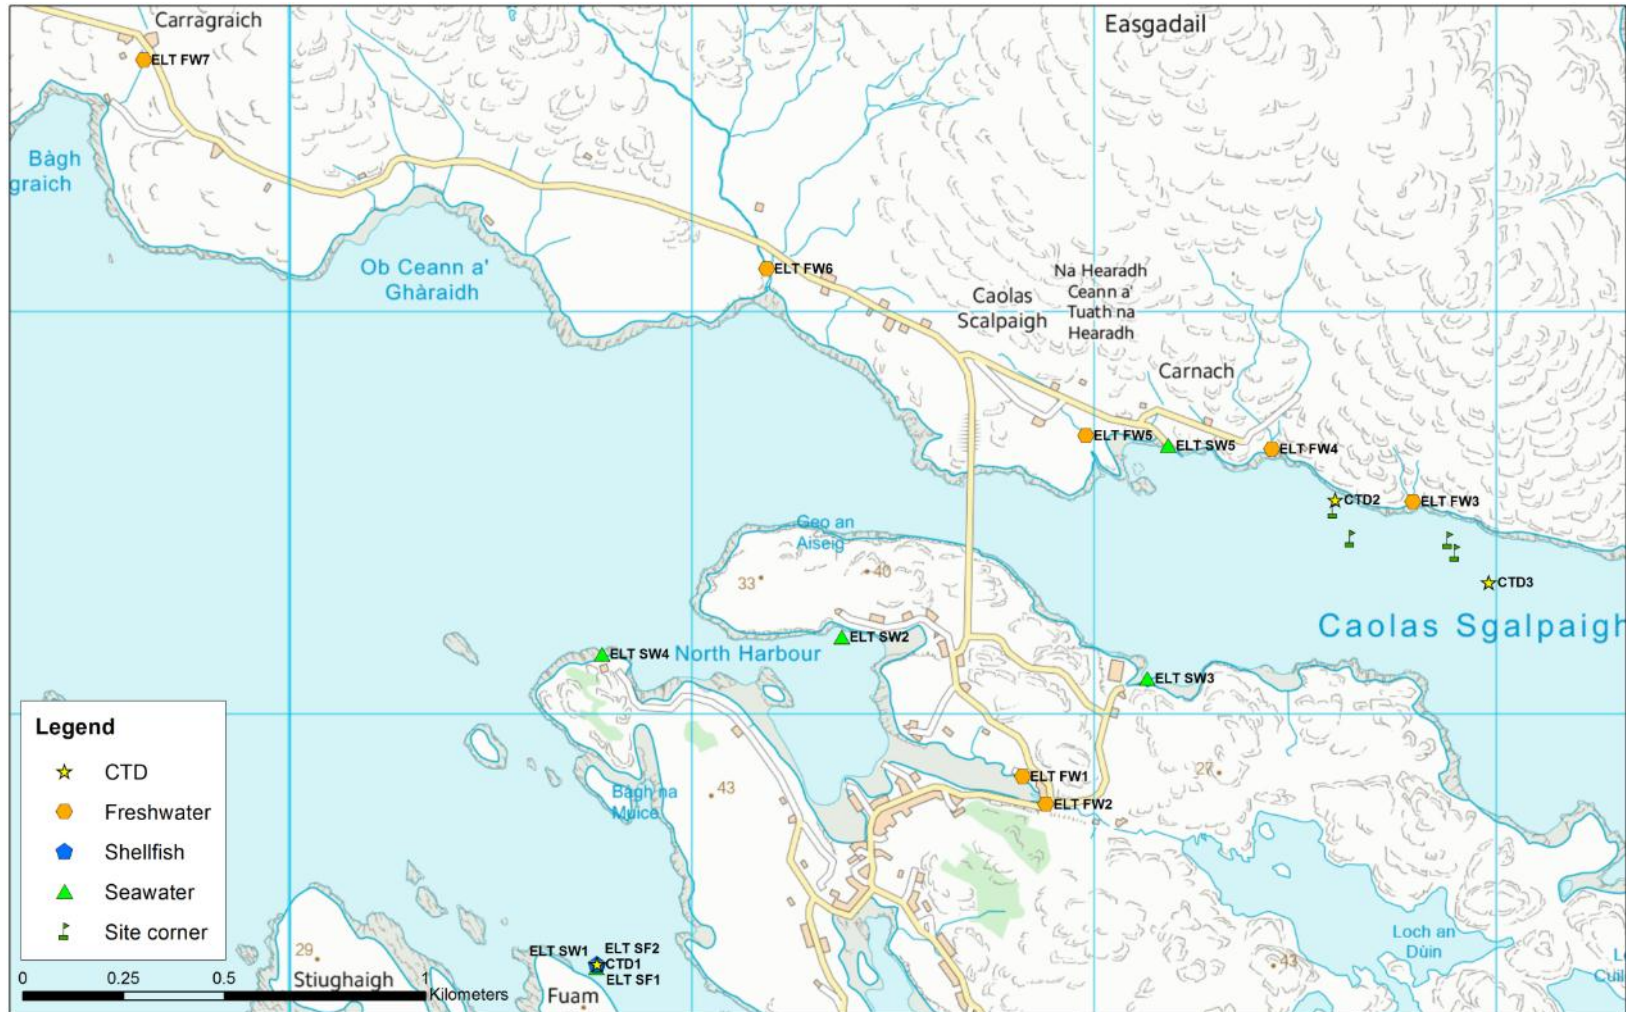 Carragraich
Easgadail
ELT FW7
Bàgh
graich
Ob Ceann a'
Ghàraidh
ELT FW6
Caolas
Scalpaigh
Na Hearadh
Ceann a'
Tuath na
Hearadh
Carnach
ELT FW5
ELT SW5
ELT FW4
CTD2
ELT FW3
Geo an
Aiseig
33
40
CTD3
Caolas Sgalpaigh
ELT SW2
ELT SW4
North Harbour
ELT SW3
Legend
CTD
Freshwater
Shellfish
Seawater
Site corner
43
Bàgh na
Muice
ELT FW1
ELT FW2
27
Loch an
Dùin
43
29
Stiughaigh
ELT SW1
ELT SF2
CTD1
ELT SF1
Fuam
0 0.25 0.5 1
Kilometers